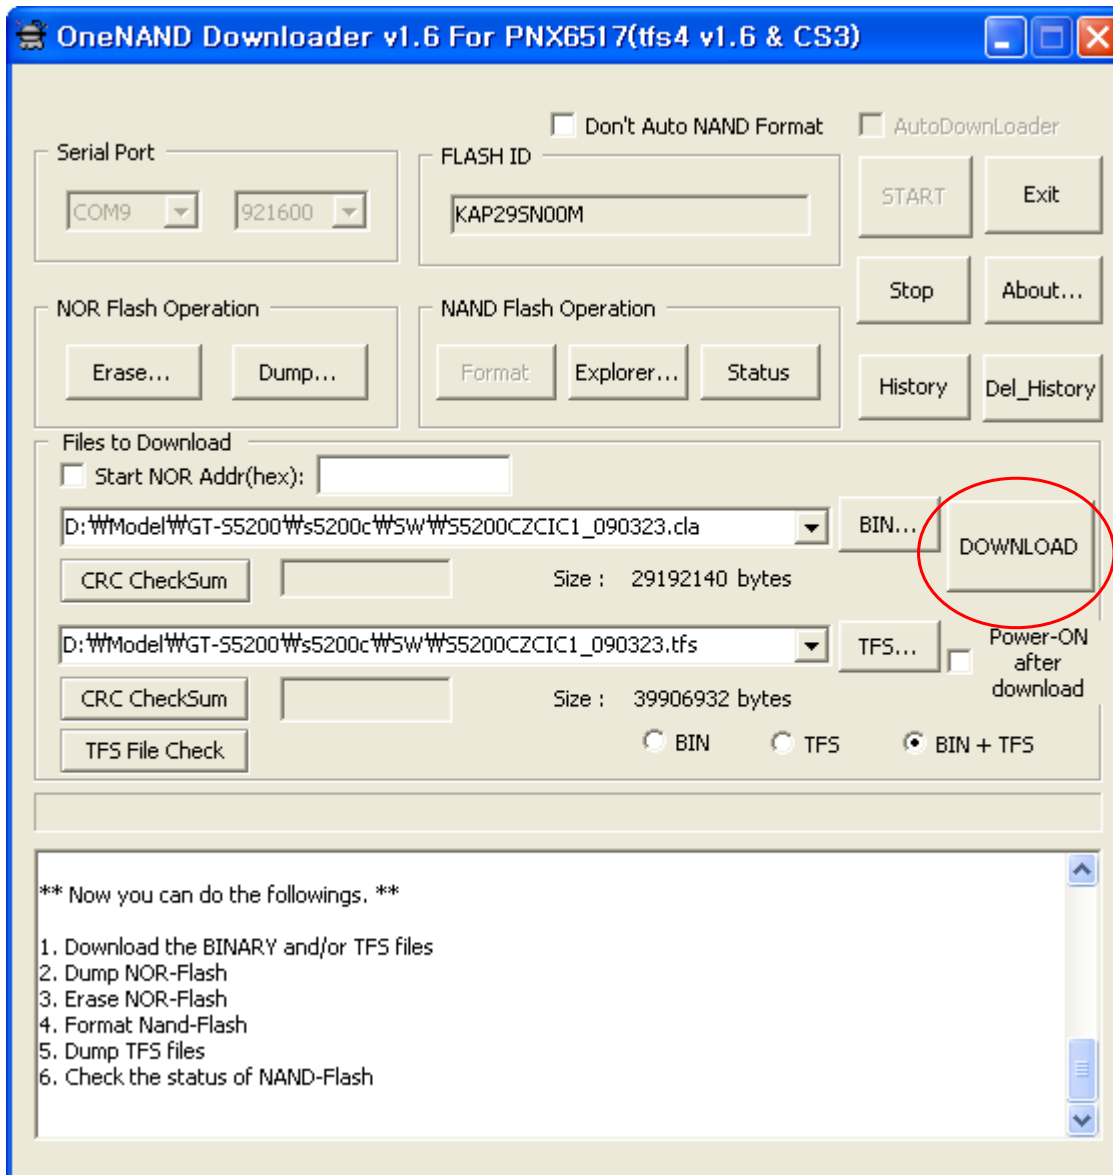 OneNAND Downloader v1.6 For PNX6517(tfs4 v1.6 & CS3)
Don't Auto NAND Format
AutoDownLoader
Serial Port
COM9
921600
FLASH ID
KAP29SN00M
START
Exit
Stop
About...
NOR Flash Operation
Erase...
Dump...
NAND Flash Operation
Format
Explorer...
Status
History
Del_History
Files to Download
Start NOR Addr(hex):
D:₩Model₩GT-S5200₩s5200c₩SW₩S5200CZCIC1_090323.cla
BIN...
DOWNLOAD
CRC CheckSum
Size : 29192140 bytes
D:₩Model₩GT-S5200₩s5200c₩SW₩S5200CZCIC1_090323.tfs
TFS...
Power-ON
after
download
CRC CheckSum
Size : 39906932 bytes
TFS File Check
BIN
TFS
BIN + TFS
** Now you can do the followings. **
1. Download the BINARY and/or TFS files
2. Dump NOR-Flash
3. Erase NOR-Flash
4. Format Nand-Flash
5. Dump TFS files
6. Check the status of NAND-Flash